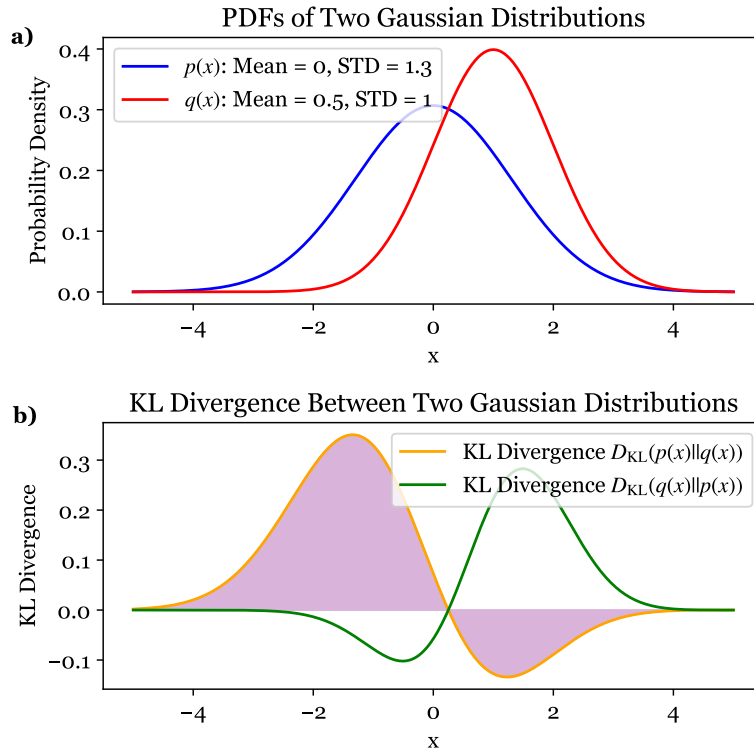 PDFs of Two Gaussian Distributions
a)
p(x): Mean = 0, STD = 1.3
q(x): Mean = 0.5, STD = 1
Probability Density
0.4
0.3
0.2
0.1
0.0
−4 −2 0 2 4
x
b)
KL Divergence Between Two Gaussian Distributions
KL Divergence D_KL(p(x)||q(x))
KL Divergence D_KL(q(x)||p(x))
KL Divergence
0.3
0.2
0.1
0.0
−0.1
−4 −2 0 2 4
x